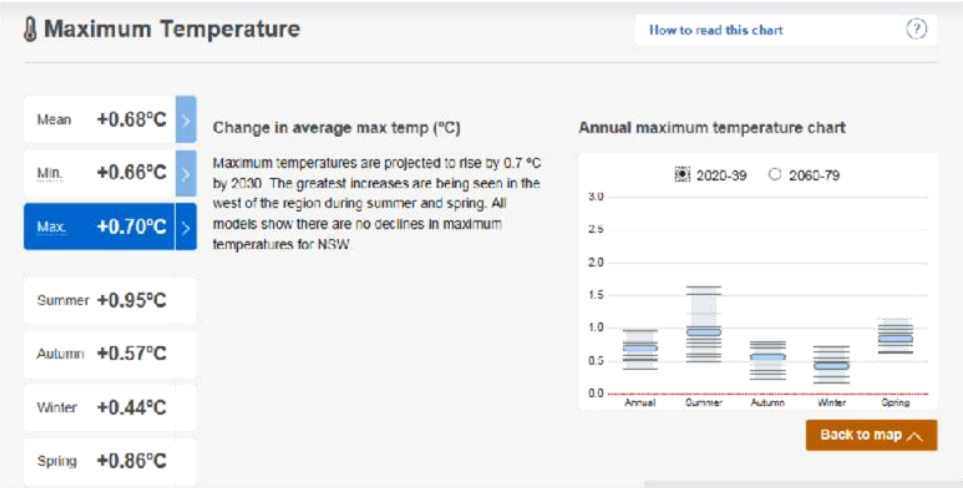 Maximum Temperature
How to read this chart
?
Mean +0.68°C >
Min. +0.66°C >
Max. +0.70°C >
Summer +0.95°C
Autumn +0.57°C
Winter +0.44°C
Spring +0.86°C
Change in average max temp (°C)
Maximum temperatures are projected to rise by 0.7 °C
by 2030. The greatest increases are being seen in the
west of the region during summer and spring. All
models show there are no declines in maximum
temperatures for NSW.
Annual maximum temperature chart
2020-39 2060-79
3.0
2.5
2.0
1.5
1.0
0.5
0.0
Annual Summer Autumn Winter Spring
Back to map